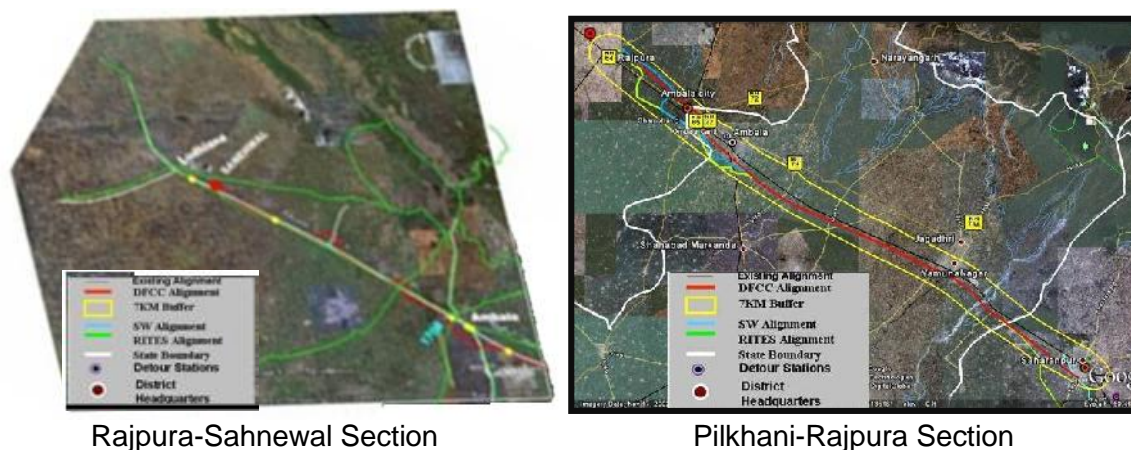 Ludhiana
SAHNEWAL
Ambala
Existing Alignment
DFCC Alignment
7KM Buffer
SW Alignment
RITES Alignment
State Boundary
Detour Stations
District
Headquarters
Rajpura-Sahnewal Section
Rajpura
Narayangarh
Ambala city
Ambala
Shahabad Markanda
Jagadhri
Yamuna Nagar
Saharanpur
Existing Alignment
DFCC Alignment
7KM Buffer
SW Alignment
RITES Alignment
State Boundary
Detour Stations
District
Headquarters
Pilkhani-Rajpura Section